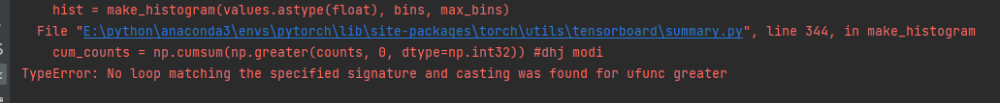 hist = make_histogram(values.astype(float), bins, max_bins)
File "E:\python\anaconda3\envs\pytorch\lib\site-packages\torch\utils\tensorboard\summary.py", line 344, in make_histogram
cum_counts = np.cumsum(np.greater(counts, 0, dtype=np.int32)) #dhj modi
TypeError: No loop matching the specified signature and casting was found for ufunc greater